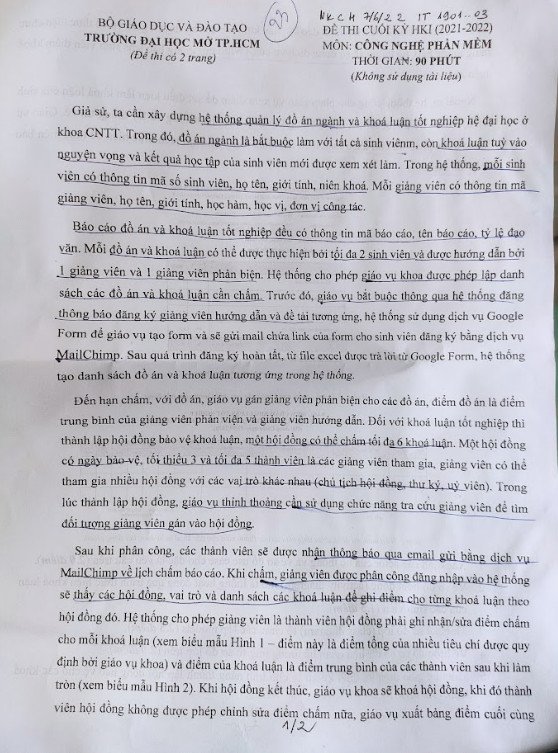 BỘ GIÁO DỤC VÀ ĐÀO TẠO
TRƯỜNG ĐẠI HỌC MỞ TP.HCM
(Đề thi có 2 trang)
NKCH 7/6/22 IT 1901..03
ĐỀ THI CUỐI KỲ HKI (2021-2022)
MÔN: CÔNG NGHỆ PHẦN MỀM
THỜI GIAN: 90 PHÚT
(Không sử dụng tài liệu)
Giả sử, ta cần xây dựng hệ thống quản lý đồ án ngành và khoá luận tốt nghiệp hệ đại học ở
khoa CNTT. Trong đó, đồ án ngành là bắt buộc làm với tất cả sinh viênm, còn khoá luận tuỳ vào
nguyện vọng và kết quả học tập của sinh viên mới được xem xét làm. Trong hệ thống, mỗi sinh
viên có thông tin mã số sinh viên, họ tên, giới tính, niên khoá. Mỗi giảng viên có thông tin mã
giảng viên, họ tên, giới tính, học hàm, học vị, đơn vị công tác.
Báo cáo đồ án và khoá luận tốt nghiệp đều có thông tin mã báo cáo, tên báo cáo, tỷ lệ đạo
văn. Mỗi đồ án và khoá luận có thể được thực hiện bởi tối đa 2 sinh viên và được hướng dẫn bởi
1 giảng viên và 1 giảng viên phản biện. Hệ thống cho phép giáo vụ khoa được phép lập danh
sách các đồ án và khoá luận cần chấm. Trước đó, giáo vụ bắt buộc thông qua hệ thống đăng
thông báo đăng ký giảng viên hướng dẫn và đề tài tương ứng, hệ thống sử dụng dịch vụ Google
Form để giáo vụ tạo form và sẽ gửi mail chứa link của form cho sinh viên đăng ký bằng dịch vụ
MailChimp. Sau quá trình đăng ký hoàn tất, từ file excel được trả lời từ Google Form, hệ thống
tạo danh sách đồ án và khoá luận tương ứng trong hệ thống.
Đến hạn chấm, với đồ án, giáo vụ gán giảng viên phản biện cho các đồ án, điểm đồ án là điểm
trung bình của giảng viên phản viện và giảng viên hướng dẫn. Đối với khoá luận tốt nghiệp thì
thành lập hội đồng bảo vệ khoá luận, một hội đồng có thể chấm tối đa 6 khoá luận. Một hội đồng
có ngày bảo vệ, tối thiểu 3 và tối đa 5 thành viên là các giảng viên tham gia, giảng viên có thể
tham gia nhiều hội đồng với các vai trò khác nhau (chủ tịch hội đồng, thư ký, uỷ viên). Trong
lúc thành lập hội đồng, giáo vụ thỉnh thoảng cần sử dụng chức năng tra cứu giảng viên để tìm
đối tượng giảng viên gán vào hội đồng.
Sau khi phân công, các thành viên sẽ được nhận thông báo qua email gửi bằng dịch vụ
MailChimp về lịch chấm báo cáo. Khi chấm, giảng viên được phân công đăng nhập vào hệ thống
sẽ thấy các hội đồng, vai trò và danh sách các khoá luận để ghi điểm cho từng khoá luận theo
hội đồng đó. Hệ thống cho phép giảng viên là thành viên hội đồng phải ghi nhận/sửa điểm chấm
cho mỗi khoá luận (xem biểu mẫu Hình 1 – điểm này là điểm tổng của nhiều tiêu chí được quy
định bởi giáo vụ khoa) và điểm của khoá luận là điểm trung bình của các thành viên sau khi làm
tròn (xem biểu mẫu Hình 2). Khi hội đồng kết thúc, giáo vụ khoa sẽ khoá hội đồng, khi đó thành
viên hội đồng không được phép chỉnh sửa điểm chấm nữa, giáo vụ xuất bảng điểm cuối cùng
1/2